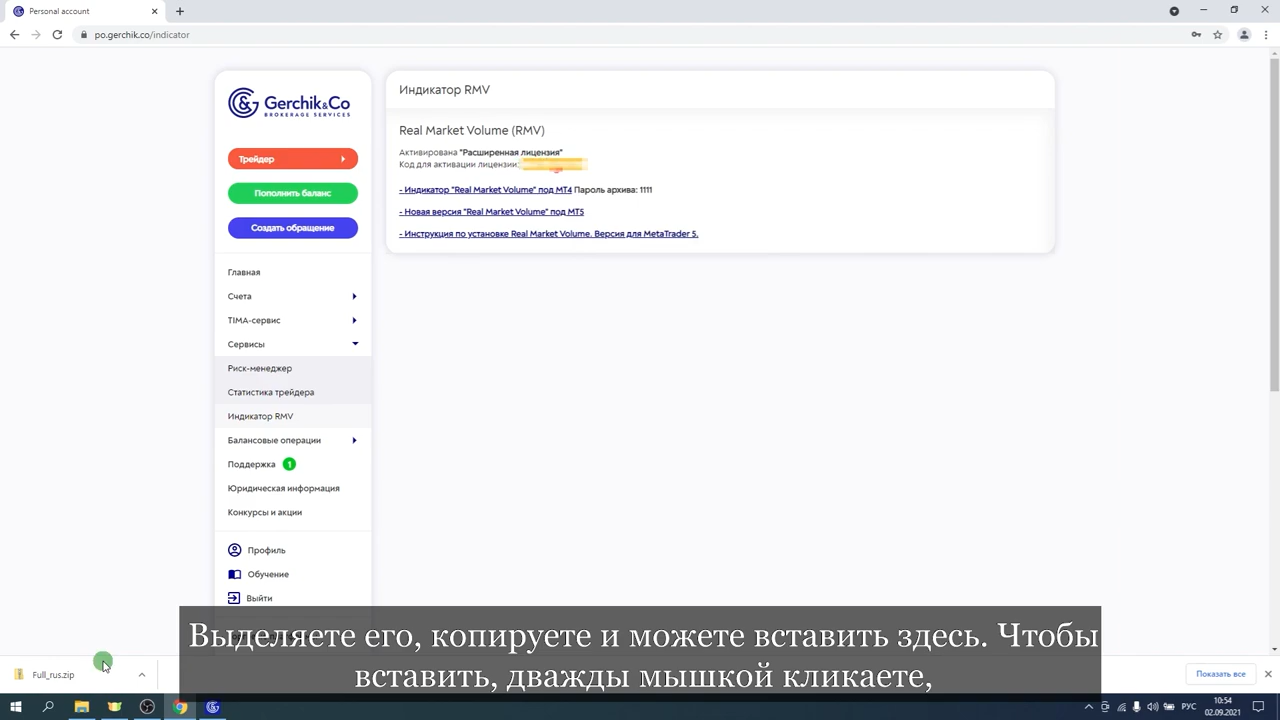 Personal account
po.gerchik.co/indicator
Gerchik&Co
BROKERAGE SERVICES
Трейдер
Пополнить баланс
Создать обращение
Главная
Счета
TIMA-сервис
Сервисы
Риск-менеджер
Статистика трейдера
Индикатор RMV
Балансовые операции
Поддержка 1
Юридическая информация
Конкурсы и акции
Профиль
Обучение
Выйти
Индикатор RMV
Real Market Volume (RMV)
Активирована "Расширенная лицензия"
Код для активации лицензии:
- Индикатор "Real Market Volume" под MT4 Пароль архива: 1111
- Новая версия "Real Market Volume" под MT5
- Инструкция по установке Real Market Volume. Версия для MetaTrader 5.
Выделяете его, копируете и можете вставить здесь. Чтобы
вставить, дважды мышкой кликаете,
Full_rus.zip
Показать все
РУС
10:54
02.09.2021